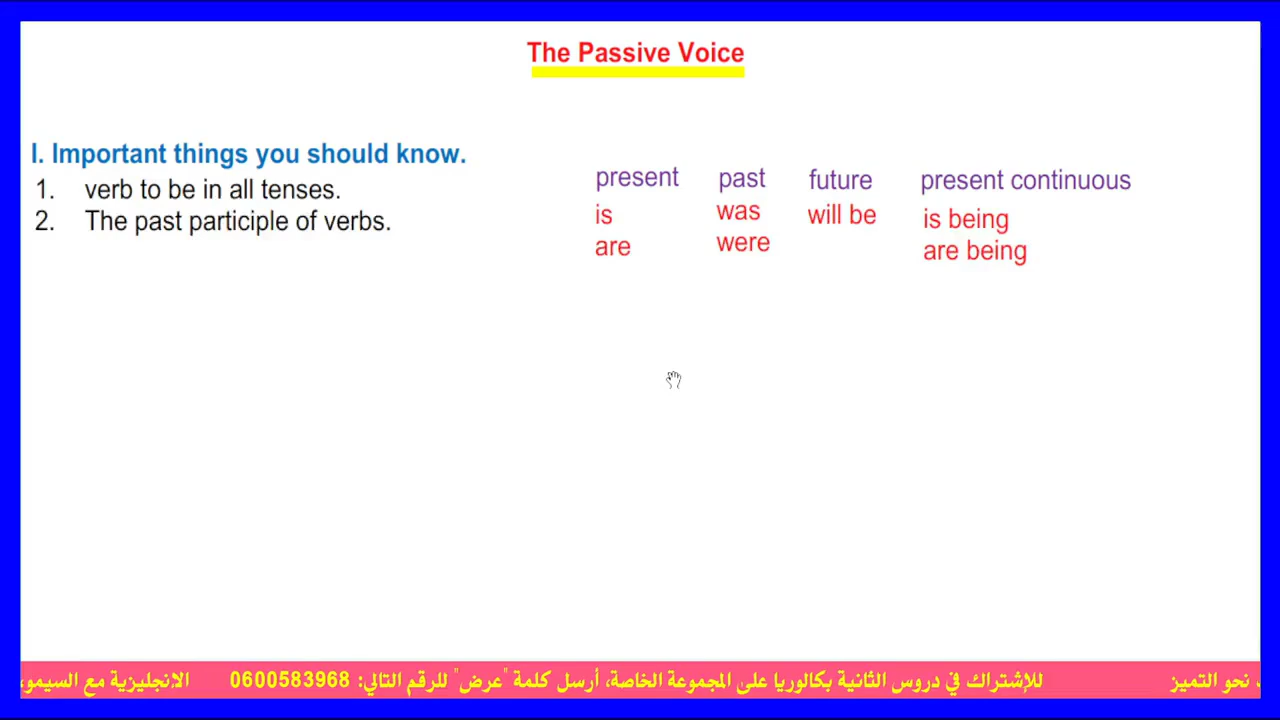 The Passive Voice
I. Important things you should know.
1. verb to be in all tenses.
2. The past participle of verbs.
present past future present continuous
is was will be is being
are were are being
، نحو التميز للإشتراك في دروس الثانية بكالوريا على المجموعة الخاصة، أرسل كلمة "عرض" للرقم التالي: 0600583968 الانجليزية مع السيمو،